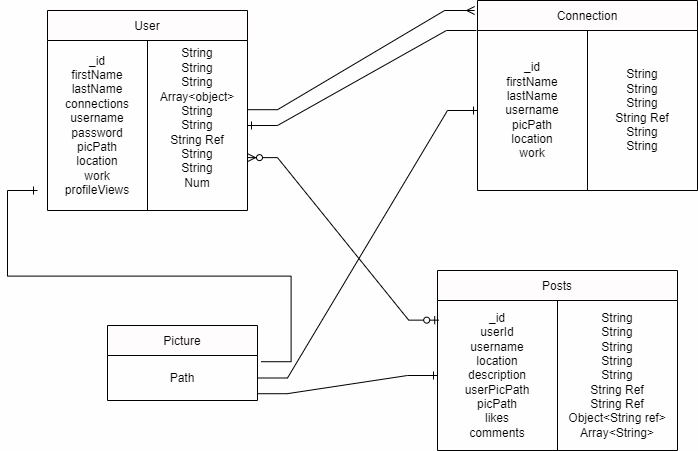 User
_id
firstName
lastName
connections
username
password
picPath
location
work
profileViews
String
String
String
Array<object>
String
String
String Ref
String
String
Num
Connection
_id
firstName
lastName
username
picPath
location
work
String
String
String
String Ref
String
String
Picture
Path
Posts
_id
userId
username
location
description
userPicPath
picPath
likes
comments
String
String
String
String
String
String Ref
String Ref
Object<String ref>
Array<String>